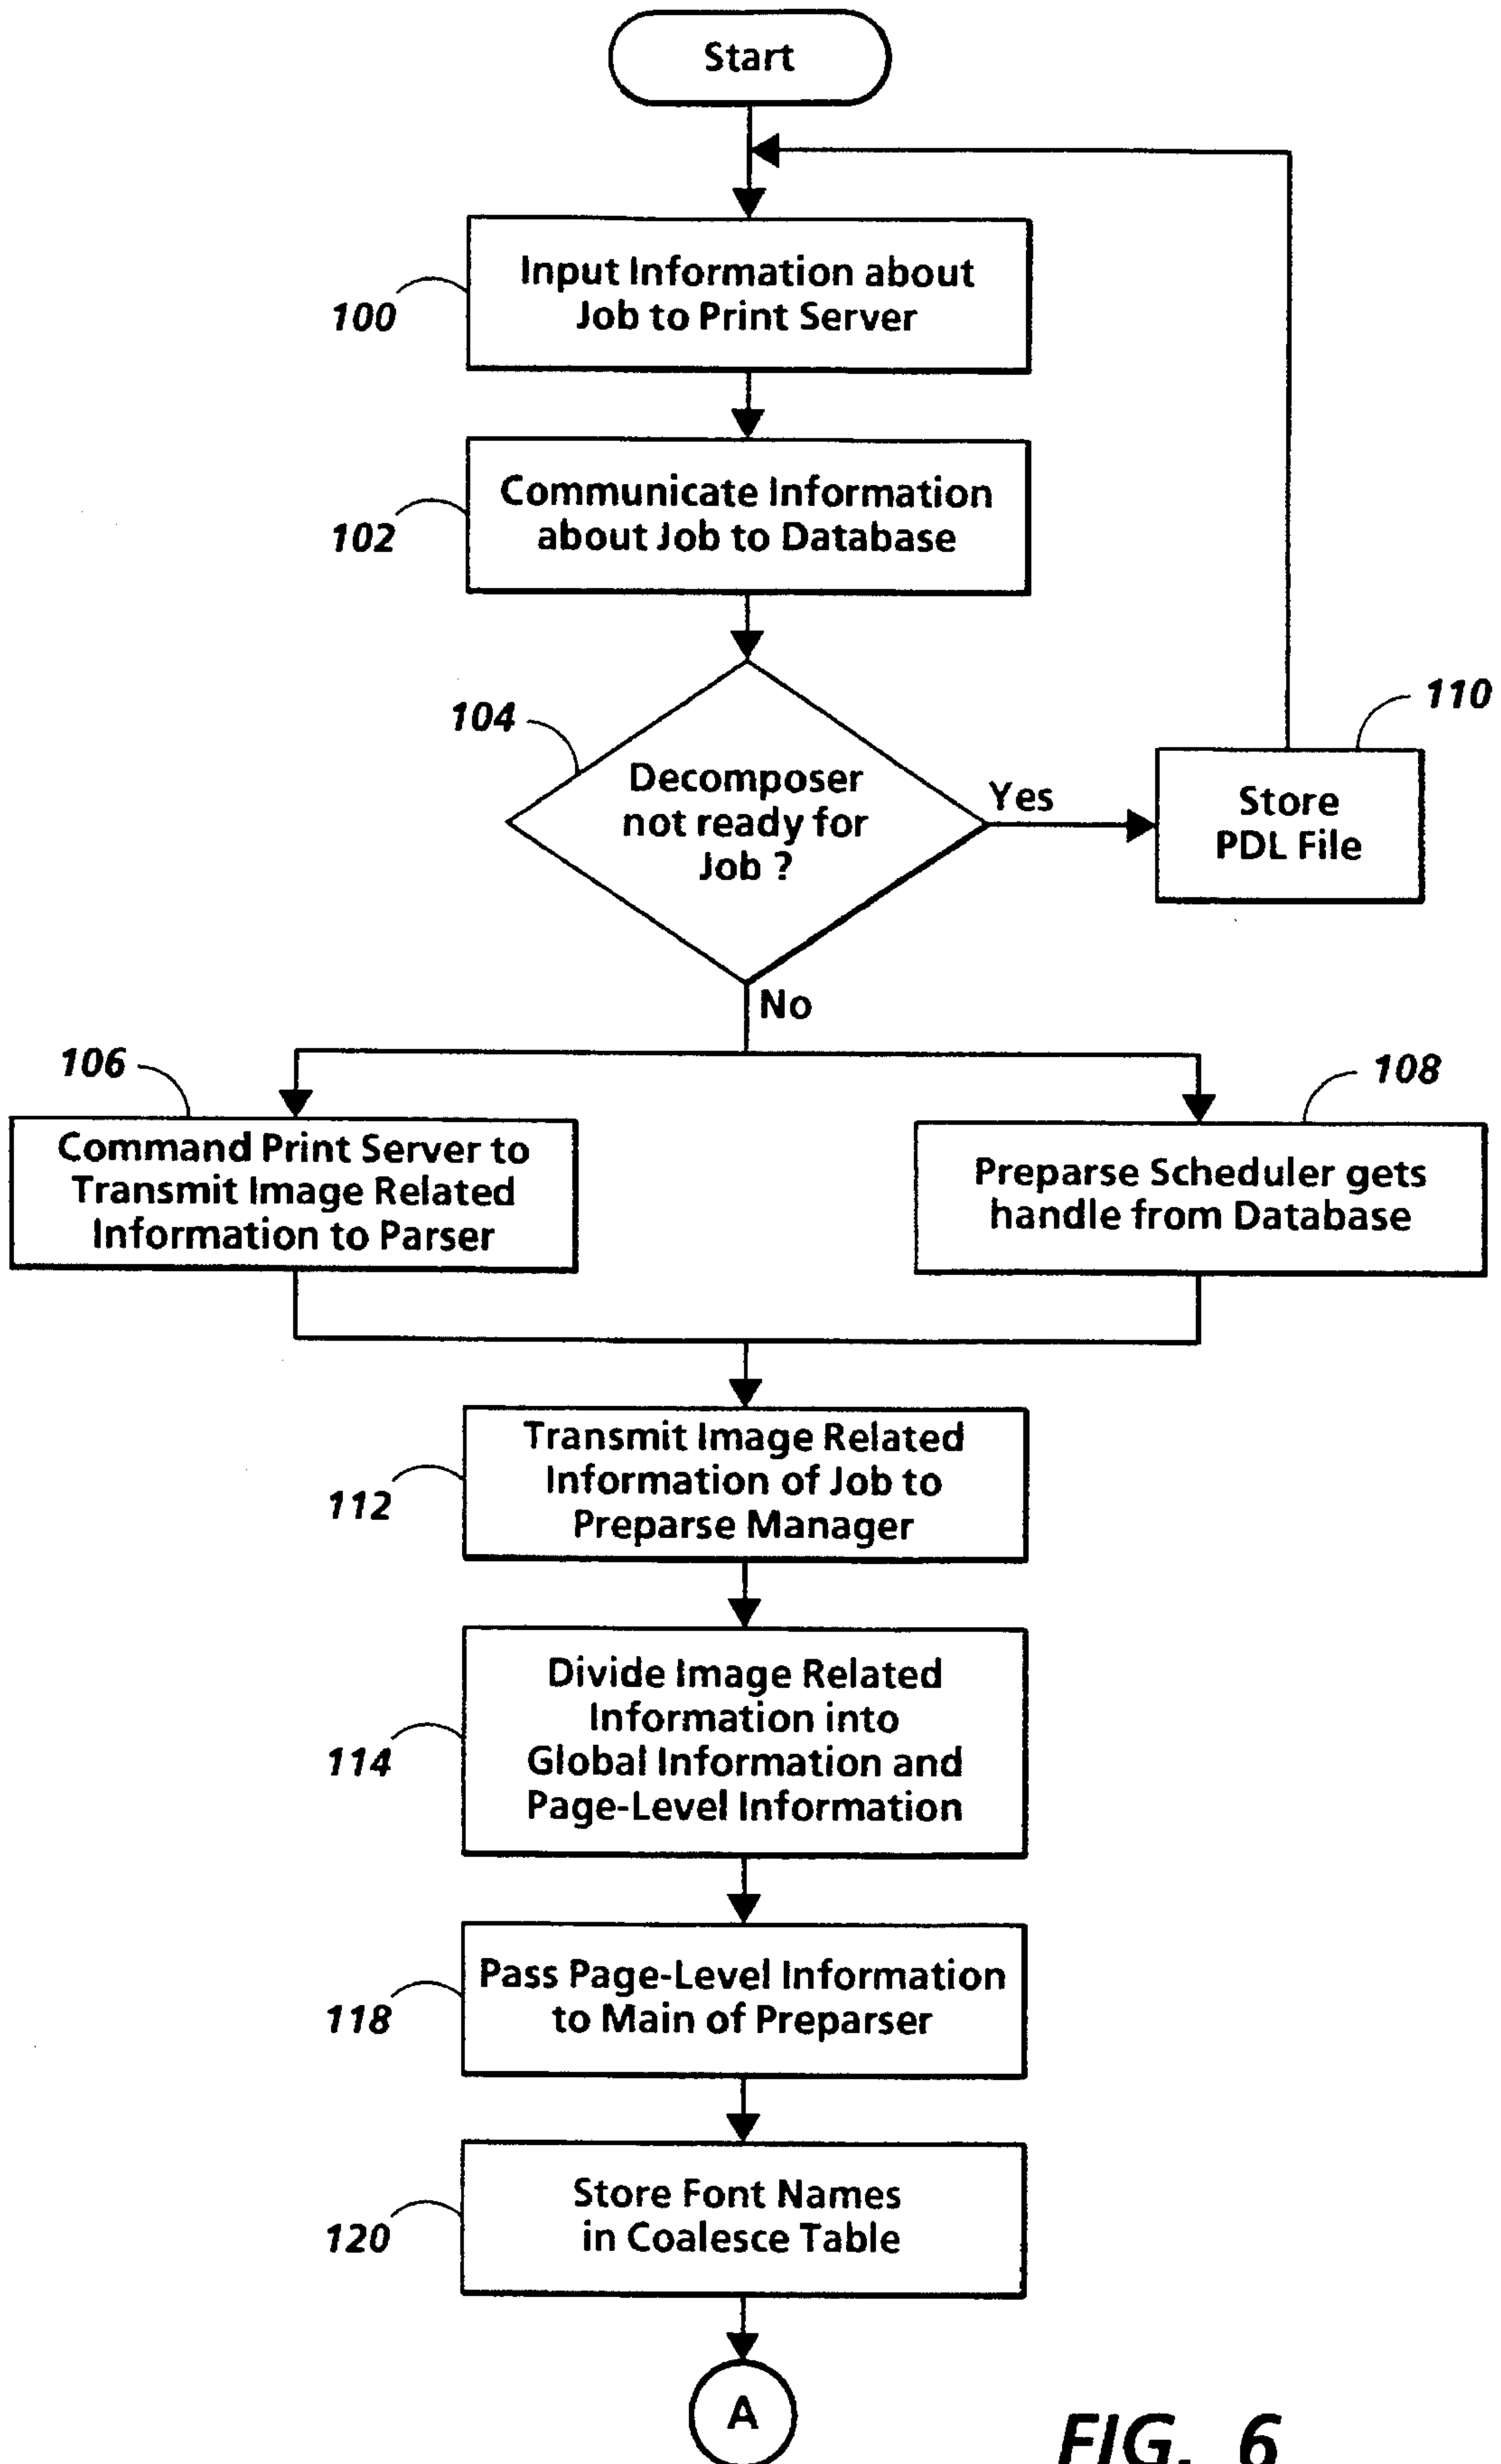 Start
Input Information about
Job to Print Server
100
Communicate Information
about Job to Database
102
104
Decomposer
not ready for
Job ?
Yes
110
Store
PDL File
No
106
Command Print Server to
Transmit Image Related
Information to Parser
108
Preparse Scheduler gets
handle from Database
Transmit Image Related
Information of Job to
Preparse Manager
112
Divide Image Related
Information into
Global Information and
Page-Level Information
114
Pass Page-Level Information
to Main of Preparser
118
Store Font Names
in Coalesce Table
120
A
FIG. 6